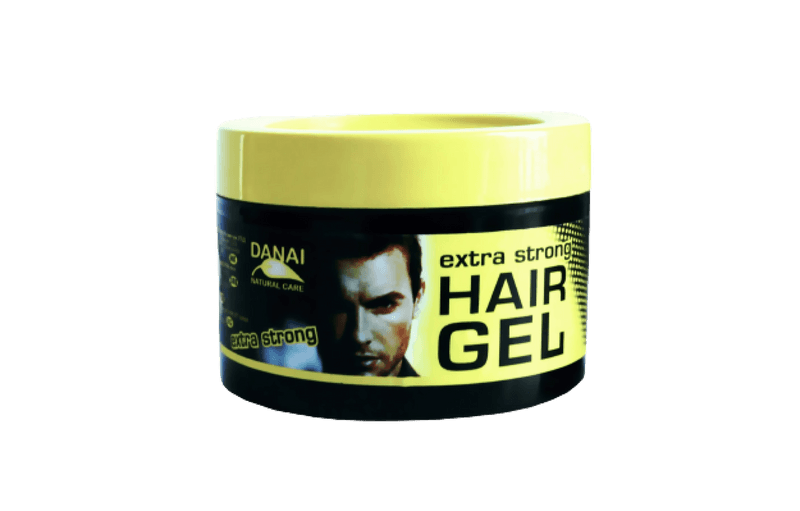 DANAI
NATURAL CARE
extra strong
extra strong
HAIR
GEL